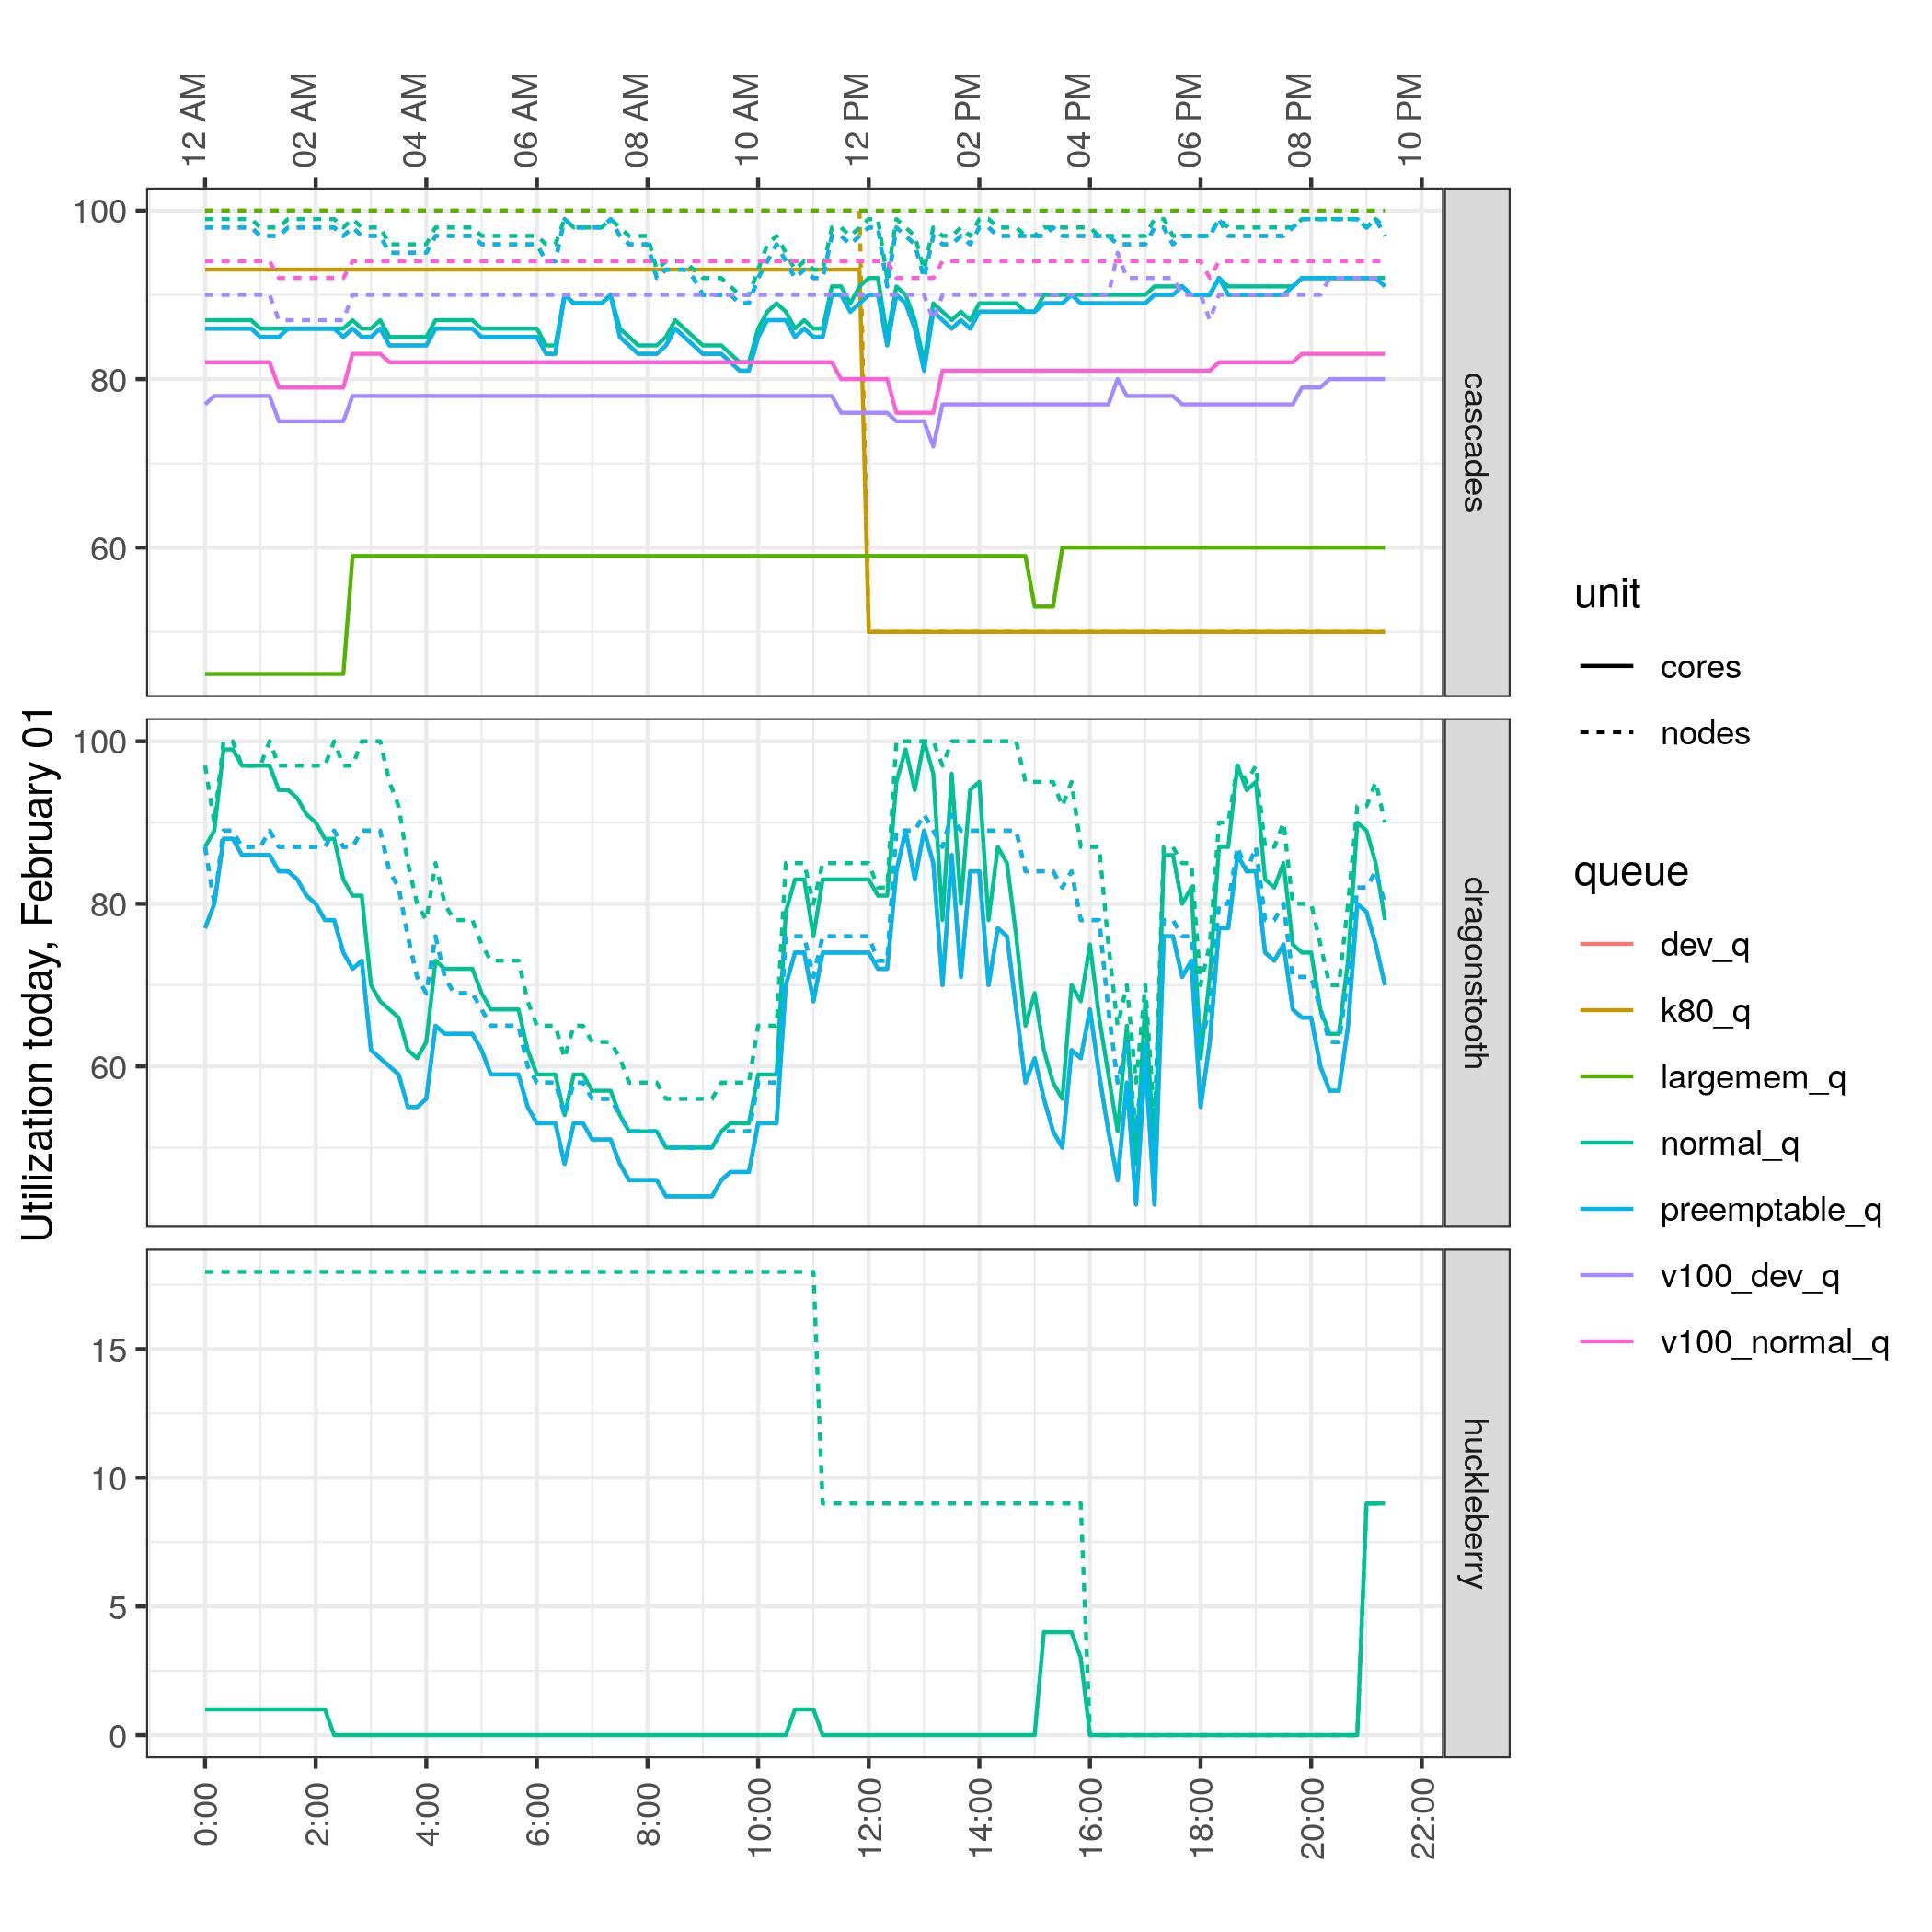 12 AM
02 AM
04 AM
06 AM
08 AM
10 AM
12 PM
02 PM
04 PM
06 PM
08 PM
10 PM
Utilization today, February 01
100
80
60
cascades
100
80
60
dragonstooth
15
10
5
0
huckleberry
0:00
2:00
4:00
6:00
8:00
10:00
12:00
14:00
16:00
18:00
20:00
22:00
unit
cores
nodes
queue
dev_q
k80_q
largemem_q
normal_q
preemptable_q
v100_dev_q
v100_normal_q